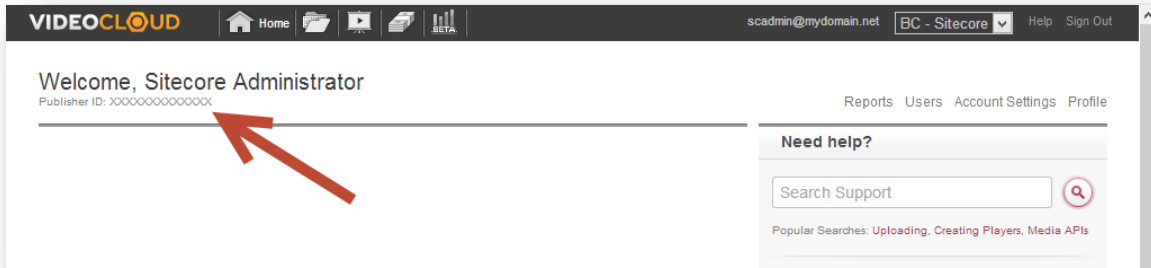 VIDEOCLOUD Home BETA scadmin@mydomain.net BC - Sitecore Help Sign Out
Welcome, Sitecore Administrator
Publisher ID: XXXXXXXXXXXXX
Reports Users Account Settings Profile
Need help?
Search Support
Popular Searches: Uploading, Creating Players, Media APIs